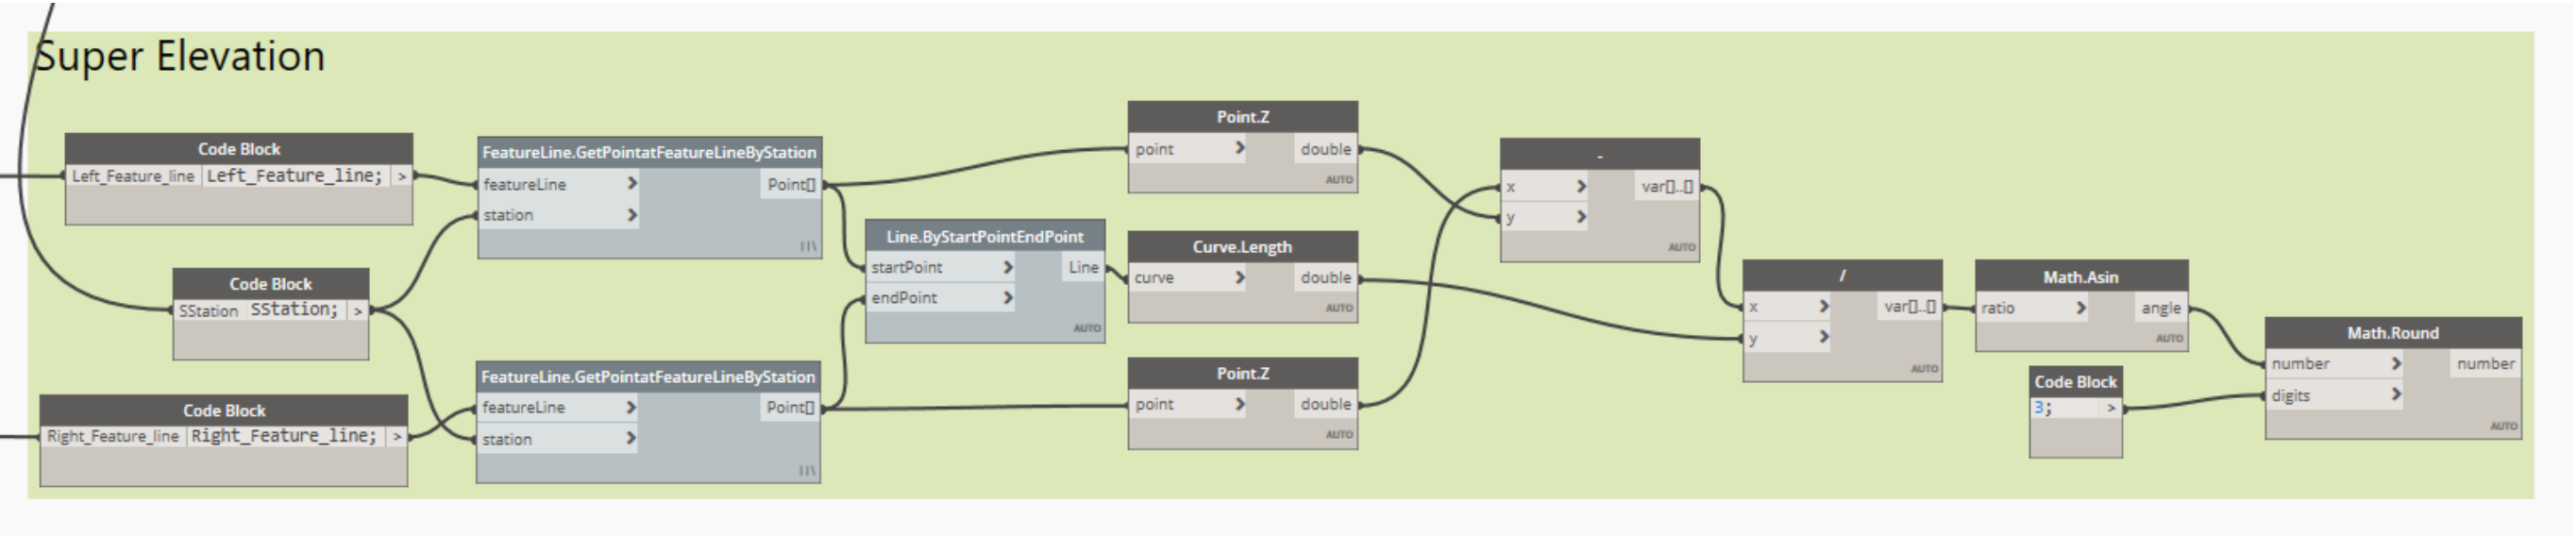 Super Elevation
Code Block
Left_Feature_line Left_Feature_line; >
Code Block
SStation SStation; >
Code Block
Right_Feature_line Right_Feature_line; >
FeatureLine.GetPointatFeatureLineByStation
featureLine > Point[]
station >
FeatureLine.GetPointatFeatureLineByStation
featureLine > Point[]
station >
Line.ByStartPointEndPoint
startPoint > Line
endPoint >
AUTO
Point.Z
point > double
AUTO
Curve.Length
curve > double
AUTO
Point.Z
point > double
AUTO
-
x > var[]..[]
y >
AUTO
/
x > var[]..[]
y >
AUTO
Math.Asin
ratio > angle
AUTO
Code Block
3; >
Math.Round
number > number
digits >
AUTO